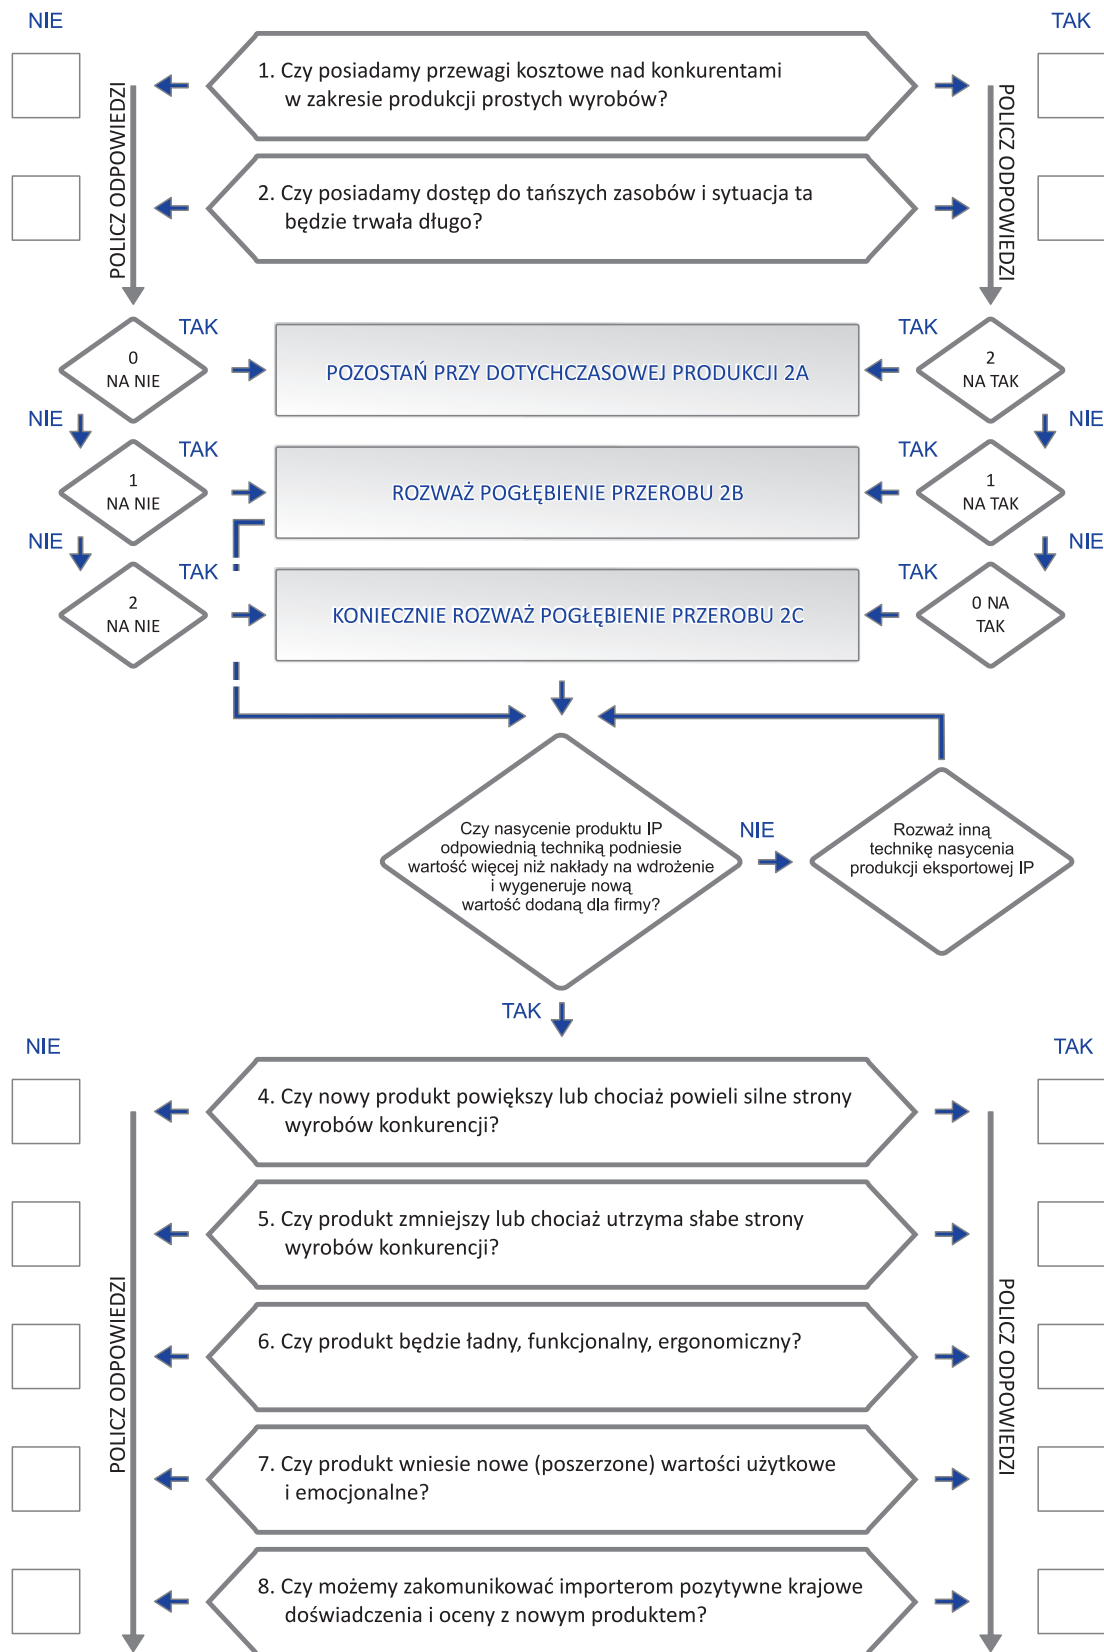 NIE
TAK
1. Czy posiadamy przewagi kosztowe nad konkurentami
w zakresie produkcji prostych wyrobów?
POLICZ ODPOWIEDZI
POLICZ ODPOWIEDZI
2. Czy posiadamy dostęp do tańszych zasobów i sytuacja ta
będzie trwała długo?
0
NA NIE
TAK
POZOSTAŃ PRZY DOTYCHCZASOWEJ PRODUKCJI 2A
TAK
2
NA TAK
NIE
NIE
1
NA NIE
TAK
ROZWAŻ POGŁĘBIENIE PRZEROBU 2B
TAK
1
NA TAK
NIE
NIE
2
NA NIE
TAK
KONIECZNIE ROZWAŻ POGŁĘBIENIE PRZEROBU 2C
TAK
0 NA
TAK
Czy nasycenie produktu IP
odpowiednią techniką podniesie
wartość więcej niż nakłady na wdrożenie
i wygeneruje nową
wartość dodaną dla firmy?
NIE
Rozważ inną
technikę nasycenia
produkcji eksportowej IP
TAK
NIE
TAK
4. Czy nowy produkt powiększy lub chociaż powieli silne strony
wyrobów konkurencji?
5. Czy produkt zmniejszy lub chociaż utrzyma słabe strony
wyrobów konkurencji?
POLICZ ODPOWIEDZI
POLICZ ODPOWIEDZI
6. Czy produkt będzie ładny, funkcjonalny, ergonomiczny?
7. Czy produkt wniesie nowe (poszerzone) wartości użytkowe
i emocjonalne?
8. Czy możemy zakomunikować importerom pozytywne krajowe
doświadczenia i oceny z nowym produktem?